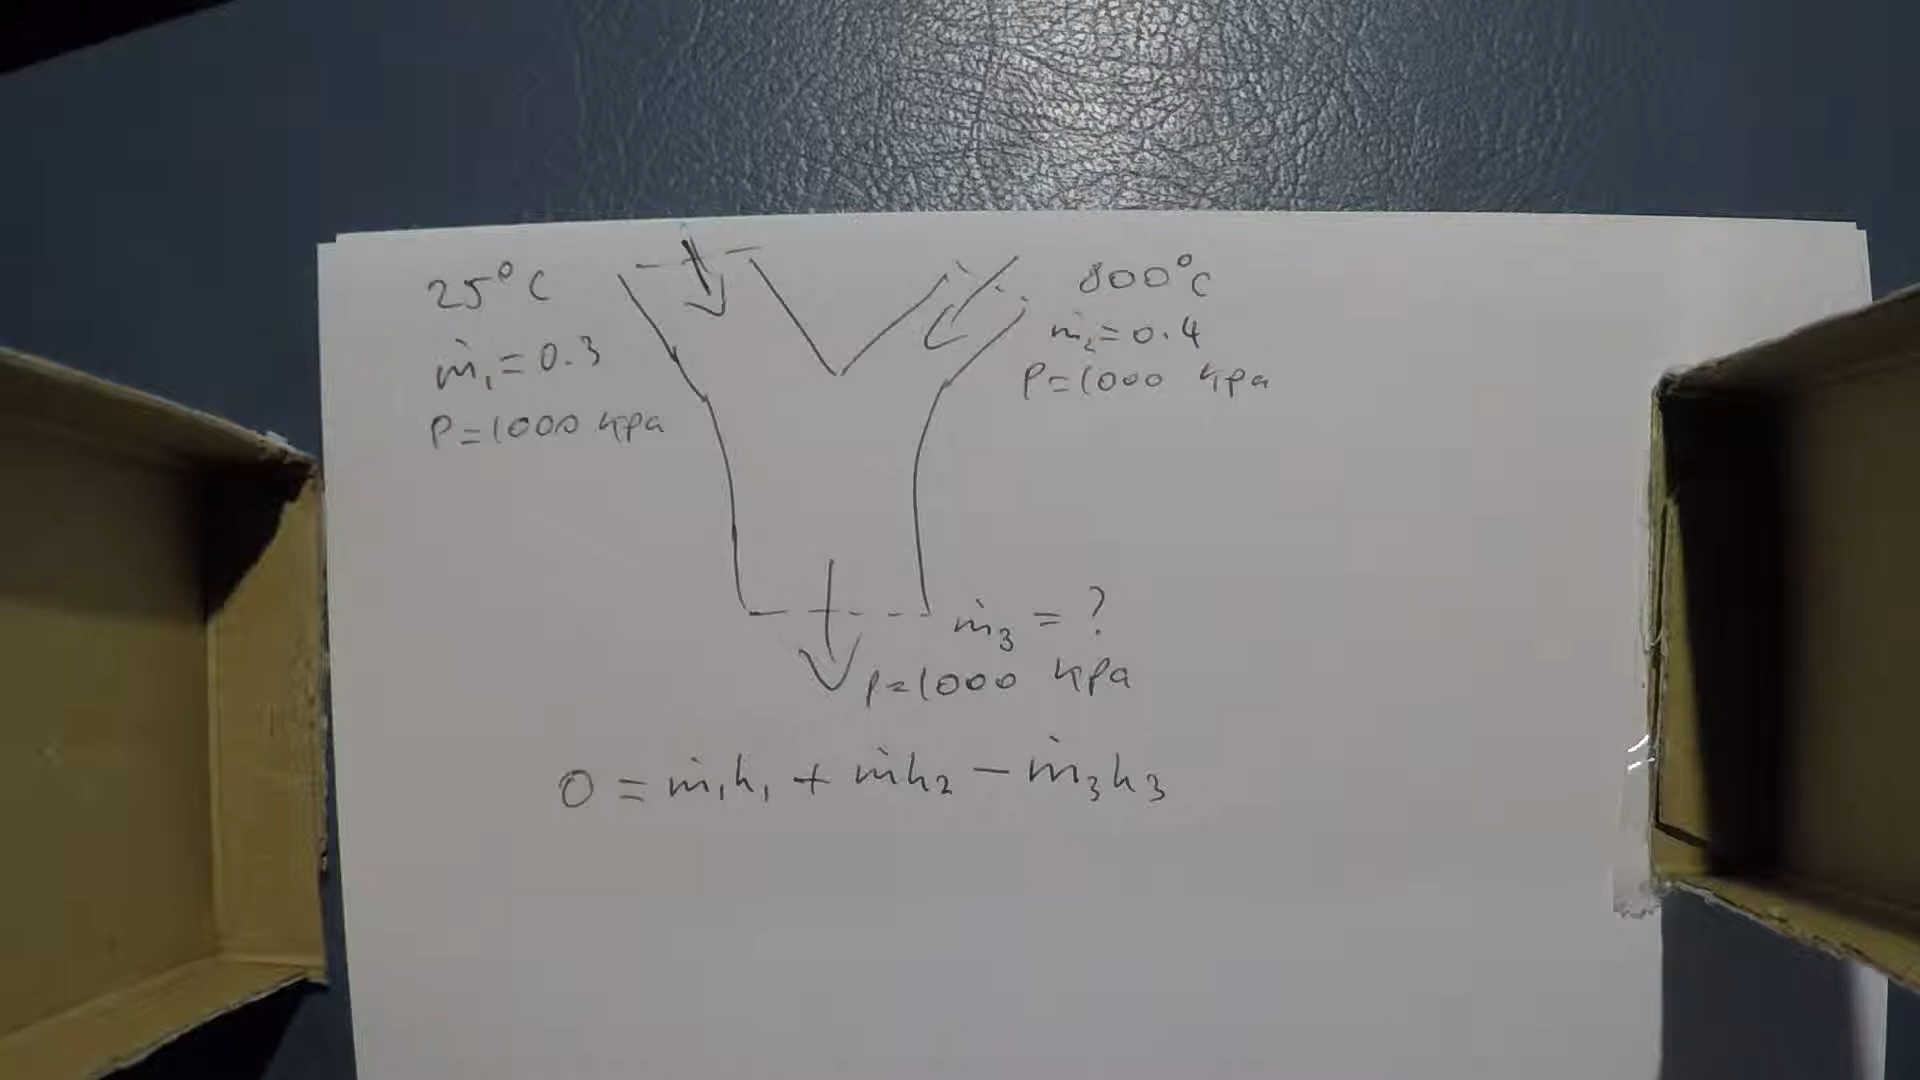 25°C
ṁ₁ = 0.3
P=1000 kpa
800°C
ṁ₂ = 0.4
P=1000 kpa
ṁ₃ = ?
P=1000 kpa
0 = ṁ₁h₁ + ṁh₂ − ṁ₃h₃